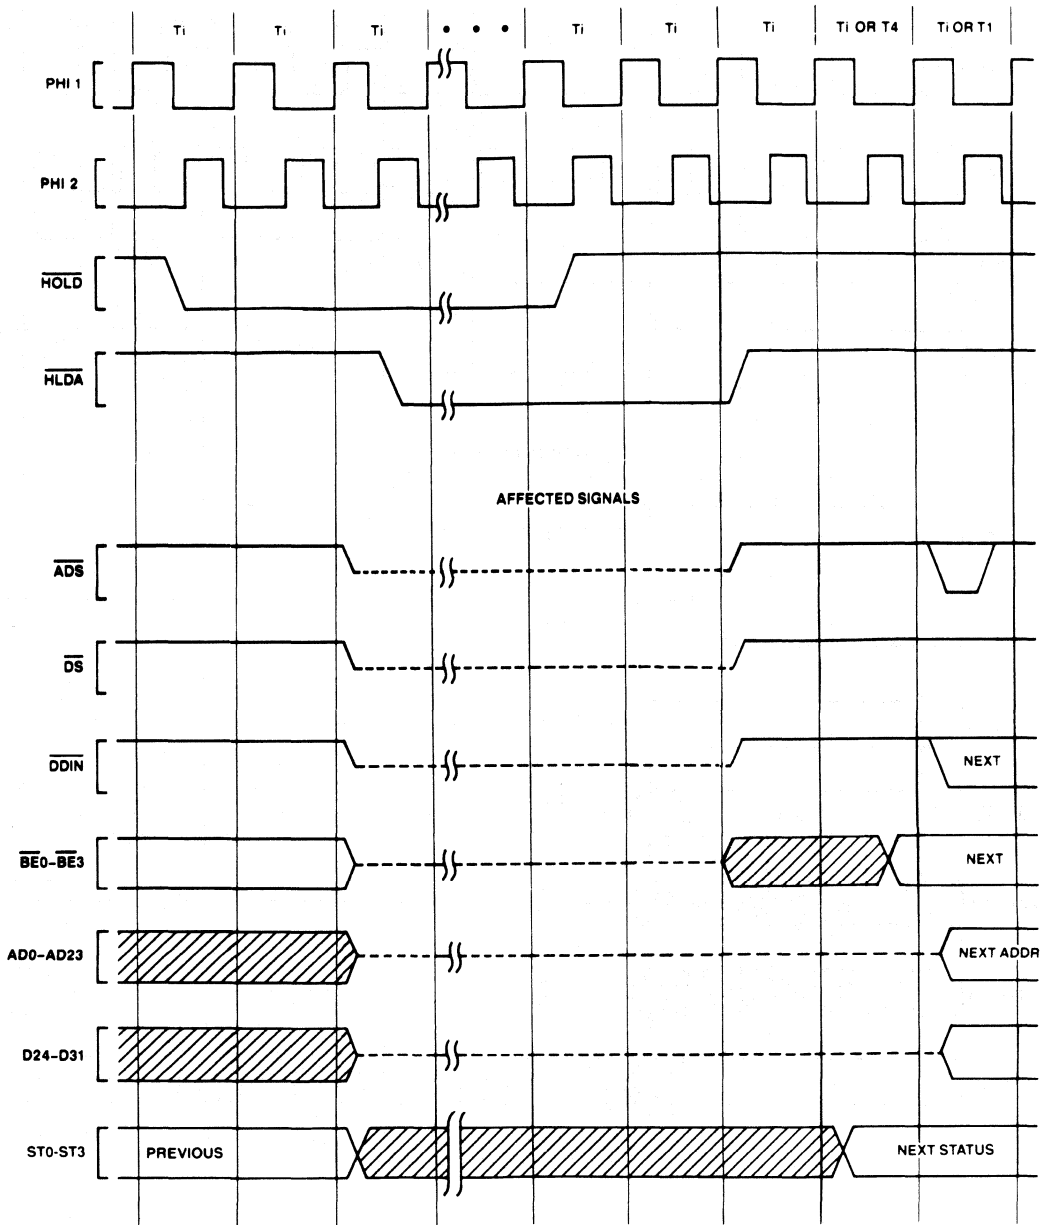 Ti Ti Ti • • • Ti Ti Ti Ti OR T4 Ti OR T1
PHI 1
PHI 2
HOLD
HLDA
AFFECTED SIGNALS
ADS
DS
DDIN NEXT
BE0-BE3 NEXT
AD0-AD23 NEXT ADDR
D24-D31
ST0-ST3 PREVIOUS NEXT STATUS